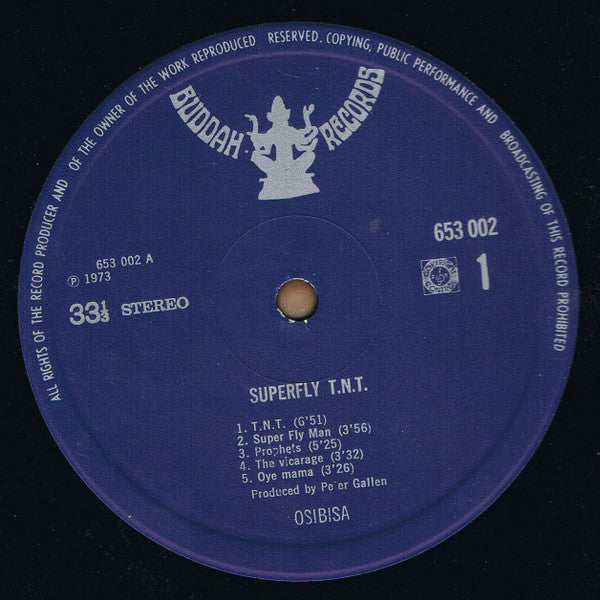 ALL RIGHTS OF THE RECORD PRODUCER AND OF THE OWNER OF THE WORK REPRODUCED RESERVED. COPYING, PUBLIC PERFORMANCE AND BROADCASTING OF THIS RECORD PROHIBITED
BUDDAH RECORDS
653 002
653 002 A
℗ 1973
1
33⅓ STEREO
SUPERFLY T.N.T.
1. T.N.T. (6'51)
2. Super Fly Man (3'56)
3. Prophets (5'25)
4. The vicarage (3'32)
5. Oye mama (3'26)
Produced by Peter Gallen
OSIBISA